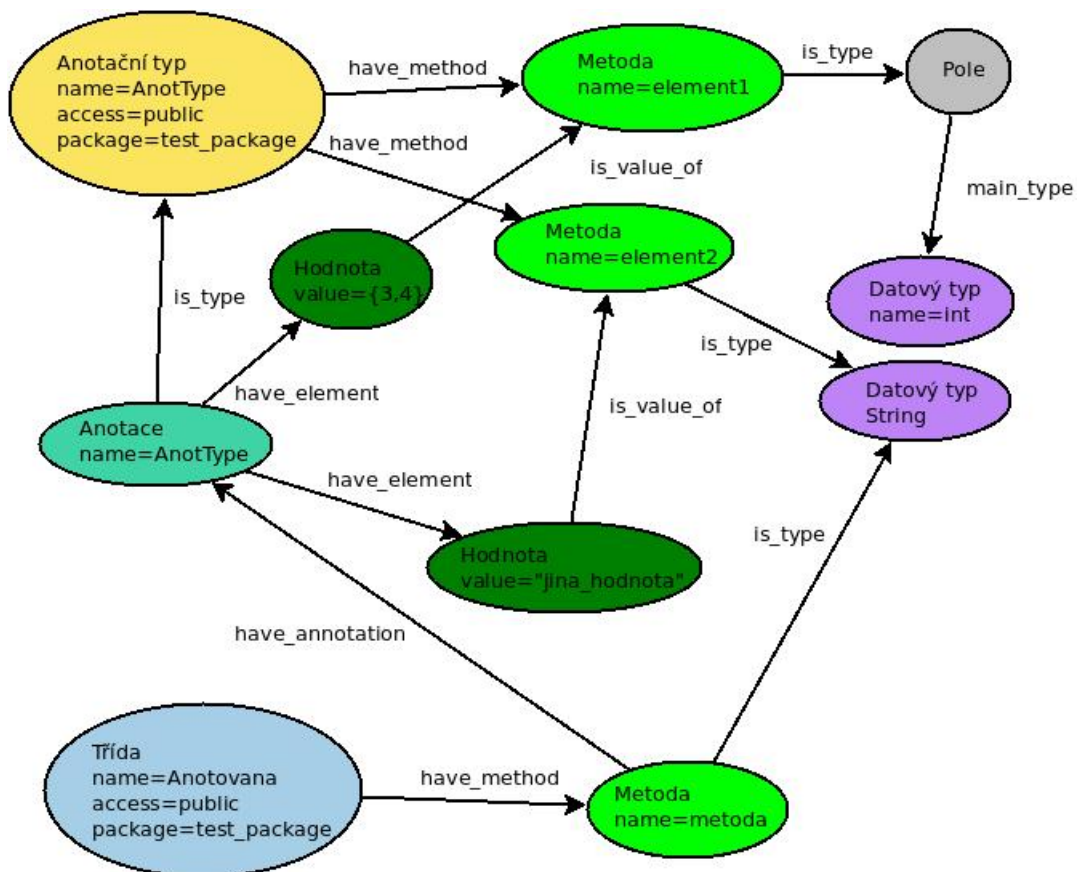 Anotační typ
name=AnotType
access=public
package=test_package
have_method
Metoda
name=element1
is_type
Pole
have_method
is_value_of
main_type
Metoda
name=element2
Hodnota
value={3,4}
is_type
Datový typ
name=int
is_type
have_element
is_value_of
Datový typ
String
Anotace
name=AnotType
have_element
is_type
Hodnota
value="jina_hodnota"
have_annotation
Třída
name=Anotovana
access=public
package=test_package
have_method
Metoda
name=metoda